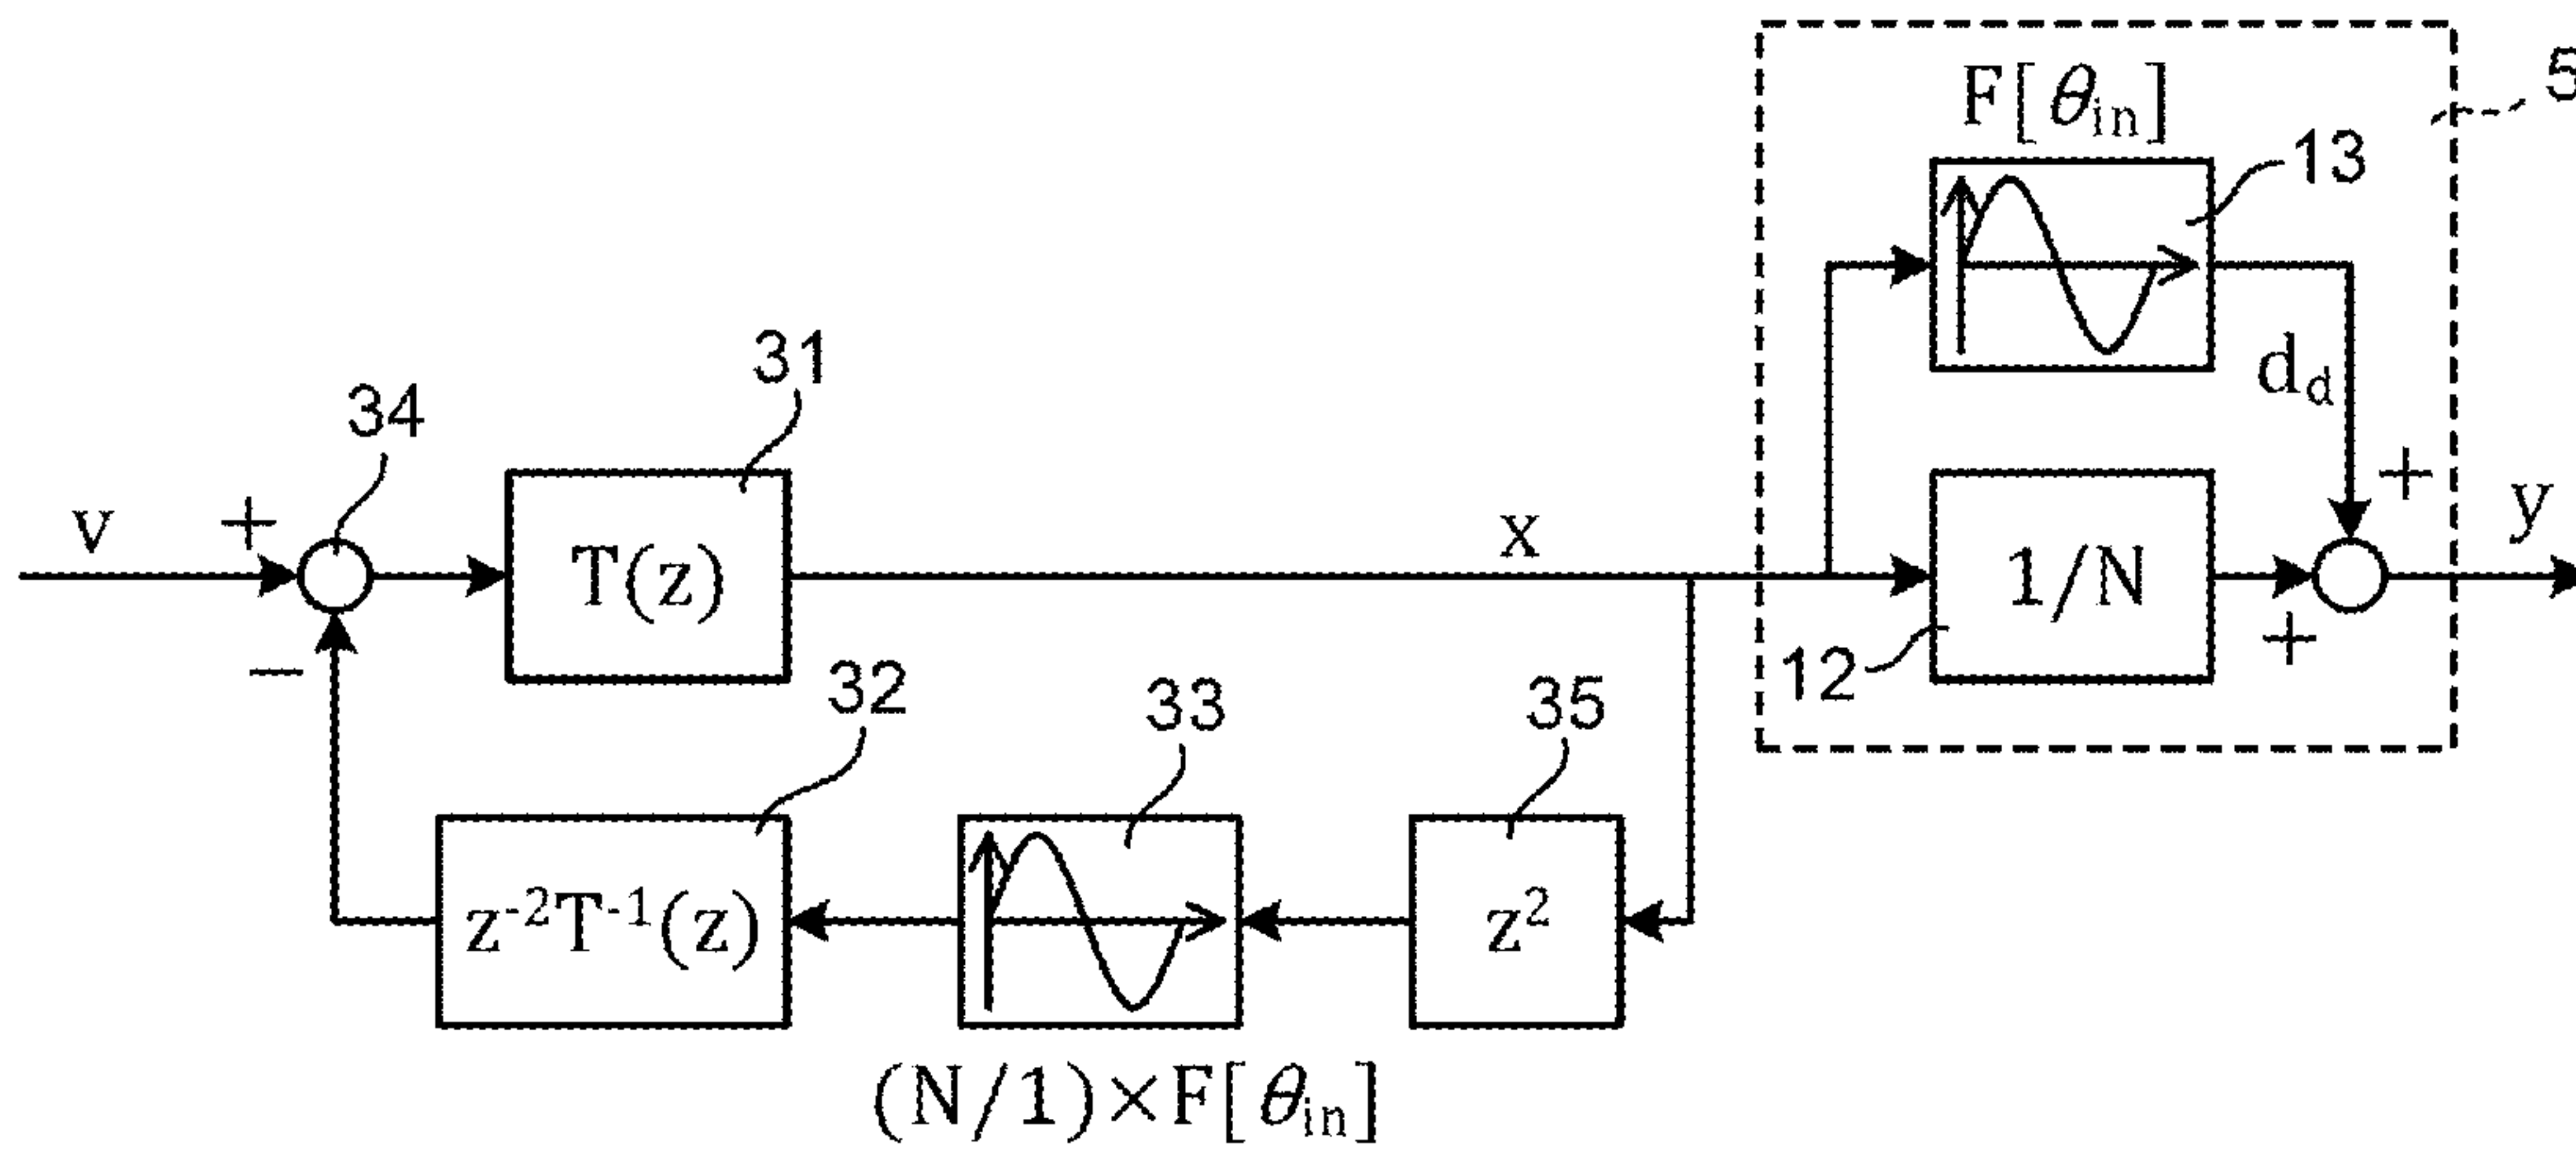 F[θin]
5
13
dd
31
34
v
+
T(z)
x
1/N
+
y
+
12
−
32
33
35
z-2T-1(z)
z2
(N/1)×F[θin]